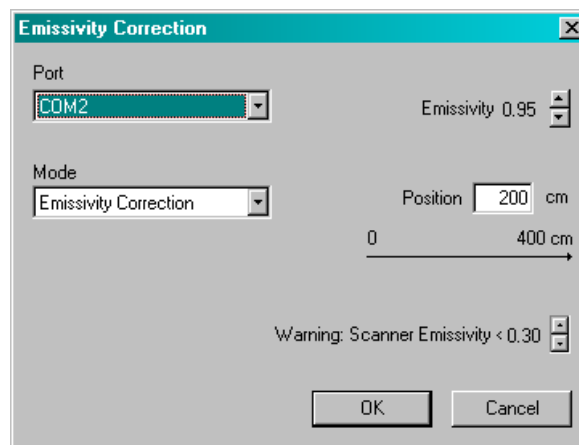 Emissivity Correction
Port
COM2
Emissivity 0.95
Mode
Emissivity Correction
Position 200 cm
0 400 cm
Warning: Scanner Emissivity < 0.30
OK Cancel